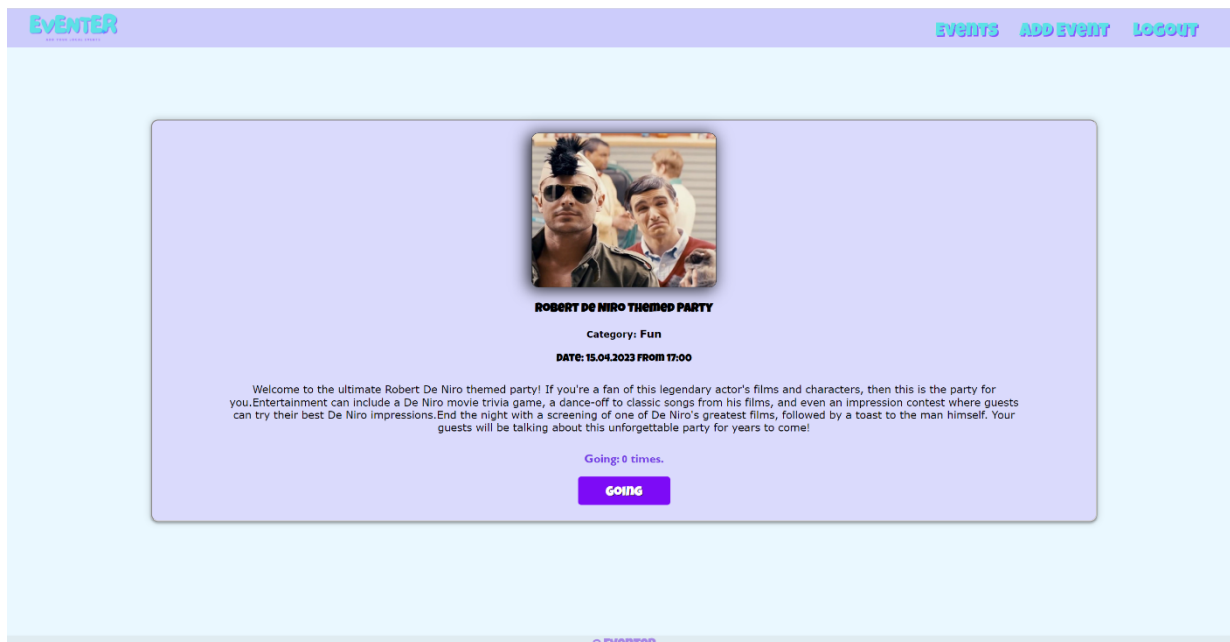 EVENTER
ADD YOUR LOCAL EVENTS
Events Add Event Logout
Robert De Niro Themed Party
Category: Fun
Date: 15.04.2023 from 17:00
Welcome to the ultimate Robert De Niro themed party! If you're a fan of this legendary actor's films and characters, then this is the party for
you.Entertainment can include a De Niro movie trivia game, a dance-off to classic songs from his films, and even an impression contest where guests
can try their best De Niro impressions.End the night with a screening of one of De Niro's greatest films, followed by a toast to the man himself. Your
guests will be talking about this unforgettable party for years to come!
Going: 0 times.
Going
© EVENTER